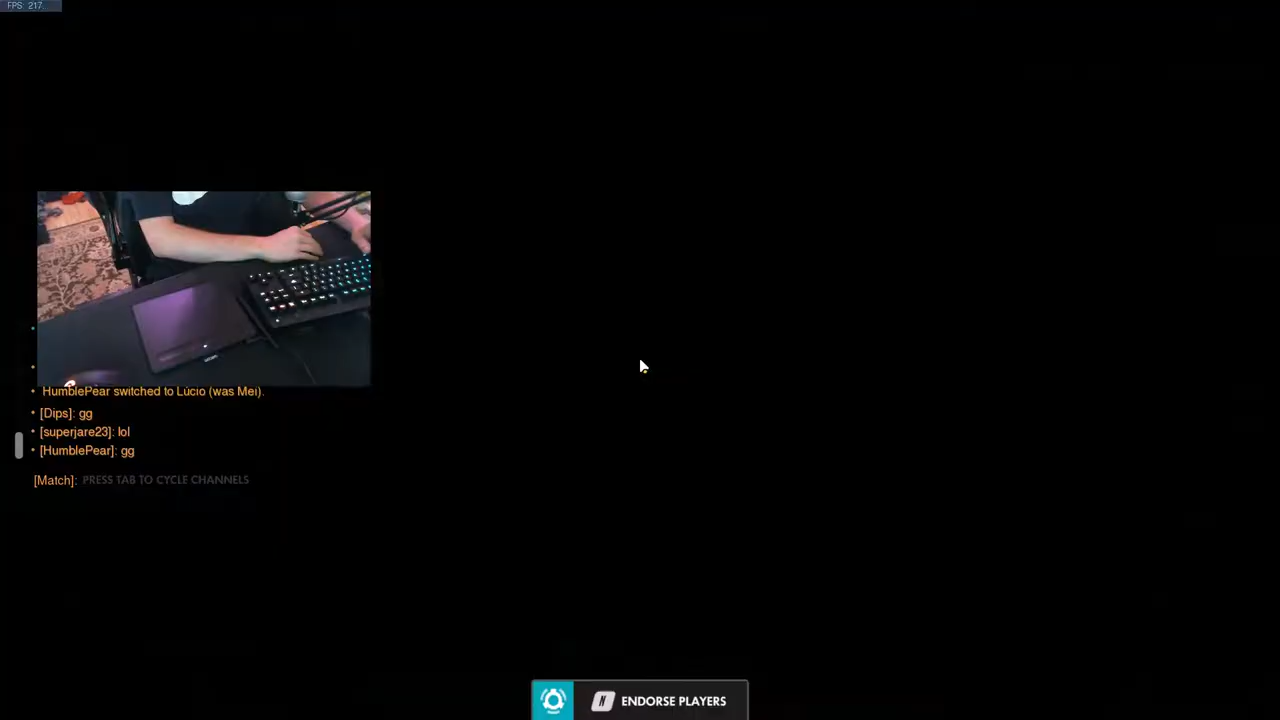 FPS: 217...
HumblePear switched to Lúcio (was Mei).
[Dips]: gg
[superjare23]: lol
[HumblePear]: gg
[Match]: PRESS TAB TO CYCLE CHANNELS
N ENDORSE PLAYERS